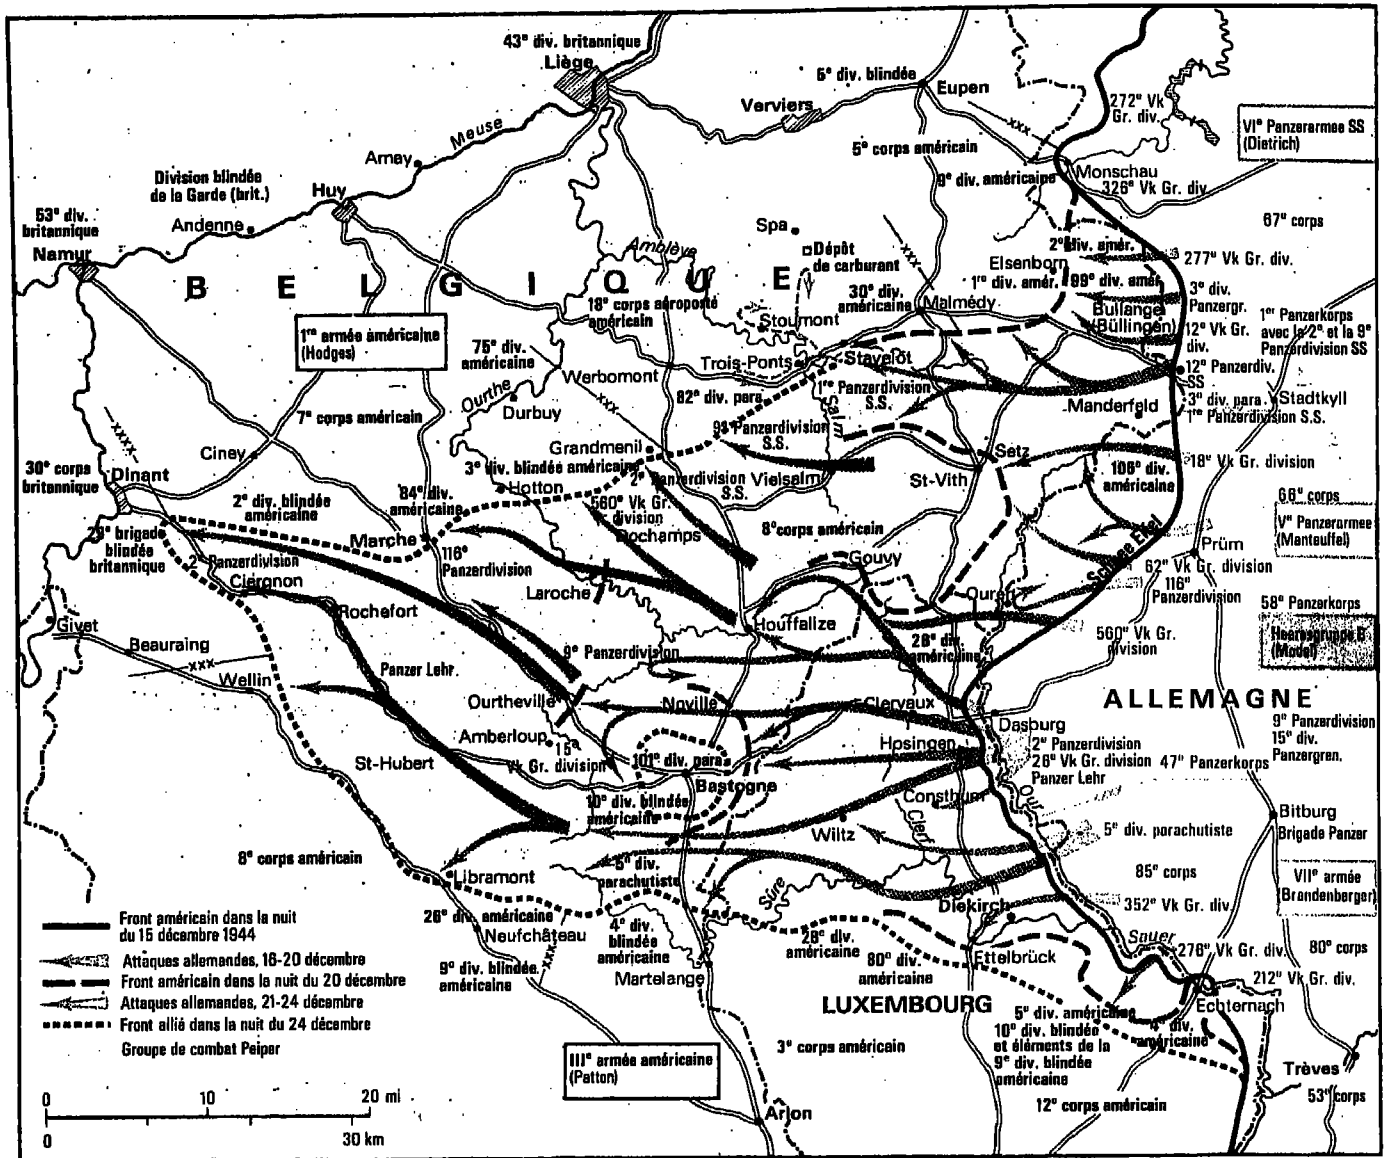 43e div. britannique
Liège
6e div. blindée
Eupen
Verviers
272e Vk
Gr. div.
VIe Panzerarmee SS
(Dietrich)
Meuse
Amay
5e corps américain
xxx
Monschau
9e div. américaine
326e Vk Gr. div.
Division blindée
de la Garde (brit.)
Huy
Andenne
53e div.
britannique
Namur
Spa
Dépôt
de carburant
Amblève
xxx
67e corps
2e div. amér.
277e Vk Gr. div.
Elsenborn
1re div. amér.
99e div. amér.
BELGIQUE
18e corps aéroporté
américain
30e div.
américaine
Malmédy
3e div.
Panzergr.
Bullange
(Büllingen)
12e Vk Gr.
div.
1er Panzerkorps
avec la 2e et la 9e
Panzerdivision SS
1re armée américaine
(Hodges)
Stoumont
75e div.
américaine
Trois-Ponts
Stavelot
12e Panzerdiv.
SS
Werbomont
Ourthe
Durbuy
xxx
82e div. para.
1re Panzerdivision
S.S.
Salm
Manderfeld
3e div. para.
1re Panzerdivision S.S.
Stadtkyll
7e corps américain
xxxx
Ciney
Grandmenil
9e Panzerdivision
S.S.
Setz
18e Vk Gr. division
30e corps
britannique
Dinant
3e div. blindée américaine
Hotton
2e Panzerdivision
S.S.
Vielsalm
St-Vith
106e div.
américaine
66e corps
2e div. blindée
américaine
84e div.
américaine
560e Vk Gr.
division
Dochamps
8e corps américain
Ve Panzerarmee
(Manteuffel)
29e brigade
blindée
britannique
Marche
116e
Panzerdivision
Gouvy
Schnee Eifel
Prüm
62e Vk Gr. division
116e
Panzerdivision
2e Panzerdivision
Ciergnon
Laroche
Ouren
58e Panzerkorps
Rochefort
Givet
Houffalize
560e Vk Gr.
division
Heeresgruppe B
(Model)
Beauraing
xxx
28e div.
américaine
9e Panzerdivision
Panzer Lehr
Wellin
Ourtheville
Noville
Clervaux
ALLEMAGNE
Dasburg
9e Panzerdivision
15e div.
Panzergren.
Amberloup
15e
Vk Gr. division
Hosingen
2e Panzerdivision
26e Vk Gr. division
Panzer Lehr
47e Panzerkorps
St-Hubert
101e div. para.
Bastogne
10e div. blindée
américaine
Consthum
Our
Bitburg
Brigade Panzer
Wiltz
Clerf
5e div. parachutiste
8e corps américain
5e div.
parachutiste
85e corps
VIIe armée
(Brandenberger)
Libramont
Sûre
Diekirch
352e Vk Gr. div.
26e div. américaine
Neufchâteau
4e div.
blindée
américaine
28e div.
américaine
Sauer
276e Vk Gr. div.
80e corps
xxx
9e div. blindée
américaine
Martelange
80e div.
américaine
Ettelbrück
212e Vk Gr. div.
LUXEMBOURG
Echternach
5e div. américaine
10e div. blindée
et éléments de la
9e div. blindée
américaine
4e div.
américaine
Front américain dans la nuit
du 15 décembre 1944
Attaques allemandes, 16-20 décembre
Front américain dans la nuit du 20 décembre
Attaques allemandes, 21-24 décembre
Front allié dans la nuit du 24 décembre
Groupe de combat Peiper
IIIe armée américaine
(Patton)
3e corps américain
Trèves
53e corps
12e corps américain
Arlon
0 10 20 mi
0 30 km